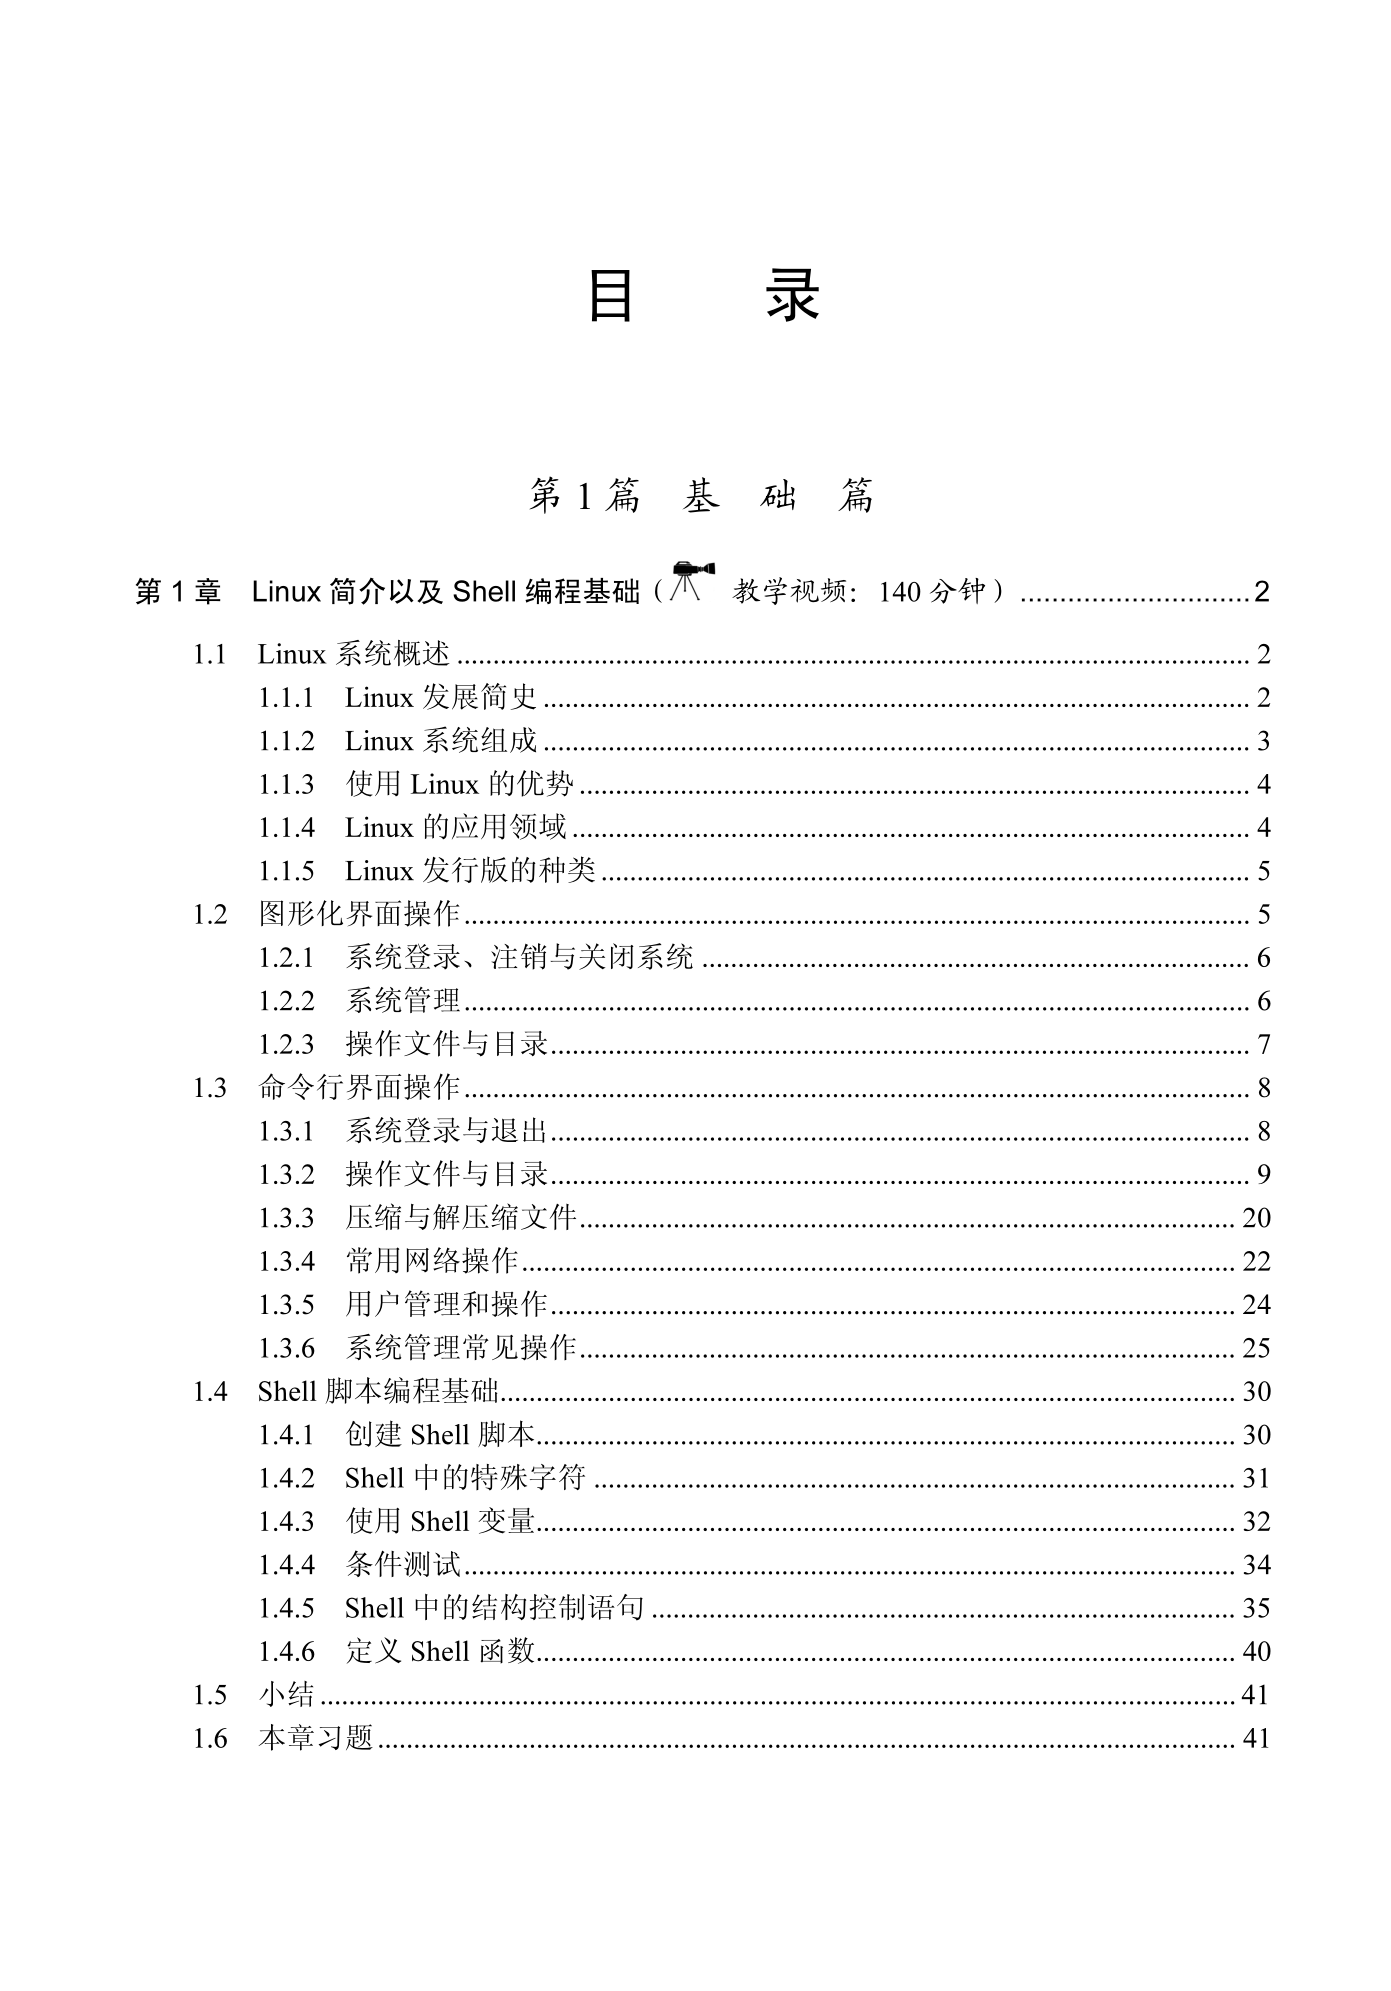 目 录
第1篇 基 础 篇
第 1 章 Linux 简介以及 Shell 编程基础（ 教学视频：140 分钟）............................2
1.1 Linux 系统概述............................2
1.1.1 Linux 发展简史............................2
1.1.2 Linux 系统组成............................3
1.1.3 使用 Linux 的优势............................4
1.1.4 Linux 的应用领域............................4
1.1.5 Linux 发行版的种类............................5
1.2 图形化界面操作............................5
1.2.1 系统登录、注销与关闭系统............................6
1.2.2 系统管理............................6
1.2.3 操作文件与目录............................7
1.3 命令行界面操作............................8
1.3.1 系统登录与退出............................8
1.3.2 操作文件与目录............................9
1.3.3 压缩与解压缩文件............................20
1.3.4 常用网络操作............................22
1.3.5 用户管理和操作............................24
1.3.6 系统管理常见操作............................25
1.4 Shell 脚本编程基础............................30
1.4.1 创建 Shell 脚本............................30
1.4.2 Shell 中的特殊字符............................31
1.4.3 使用 Shell 变量............................32
1.4.4 条件测试............................34
1.4.5 Shell 中的结构控制语句............................35
1.4.6 定义 Shell 函数............................40
1.5 小结............................41
1.6 本章习题............................41